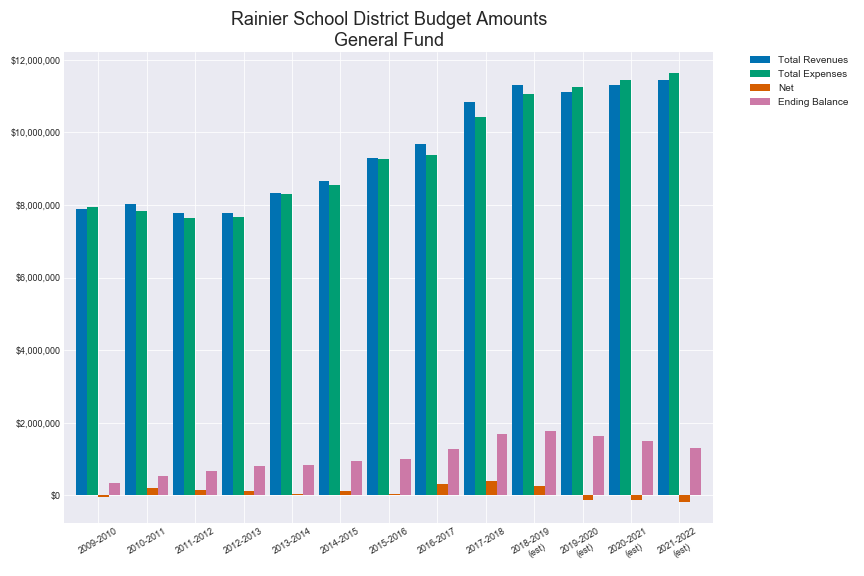 Rainier School District Budget Amounts
General Fund
$12,000,000
$10,000,000
$8,000,000
$6,000,000
$4,000,000
$2,000,000
$0
2009-2010
2010-2011
2011-2012
2012-2013
2013-2014
2014-2015
2015-2016
2016-2017
2017-2018
2018-2019
(est)
2019-2020
(est)
2020-2021
(est)
2021-2022
(est)
Total Revenues
Total Expenses
Net
Ending Balance